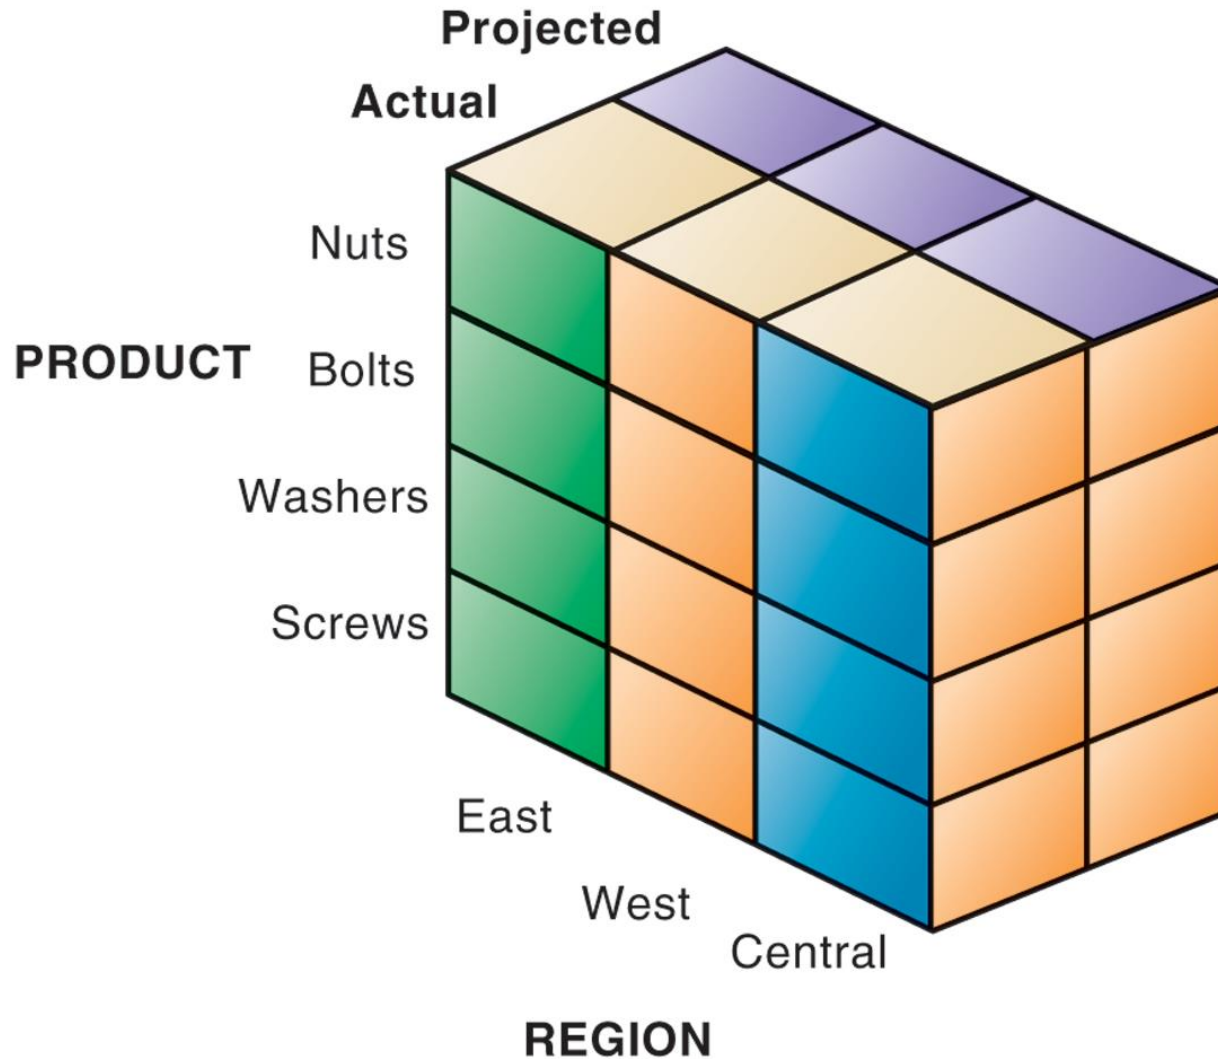 Projected
Actual
Nuts
PRODUCT
Bolts
Washers
Screws
East
West
Central
REGION